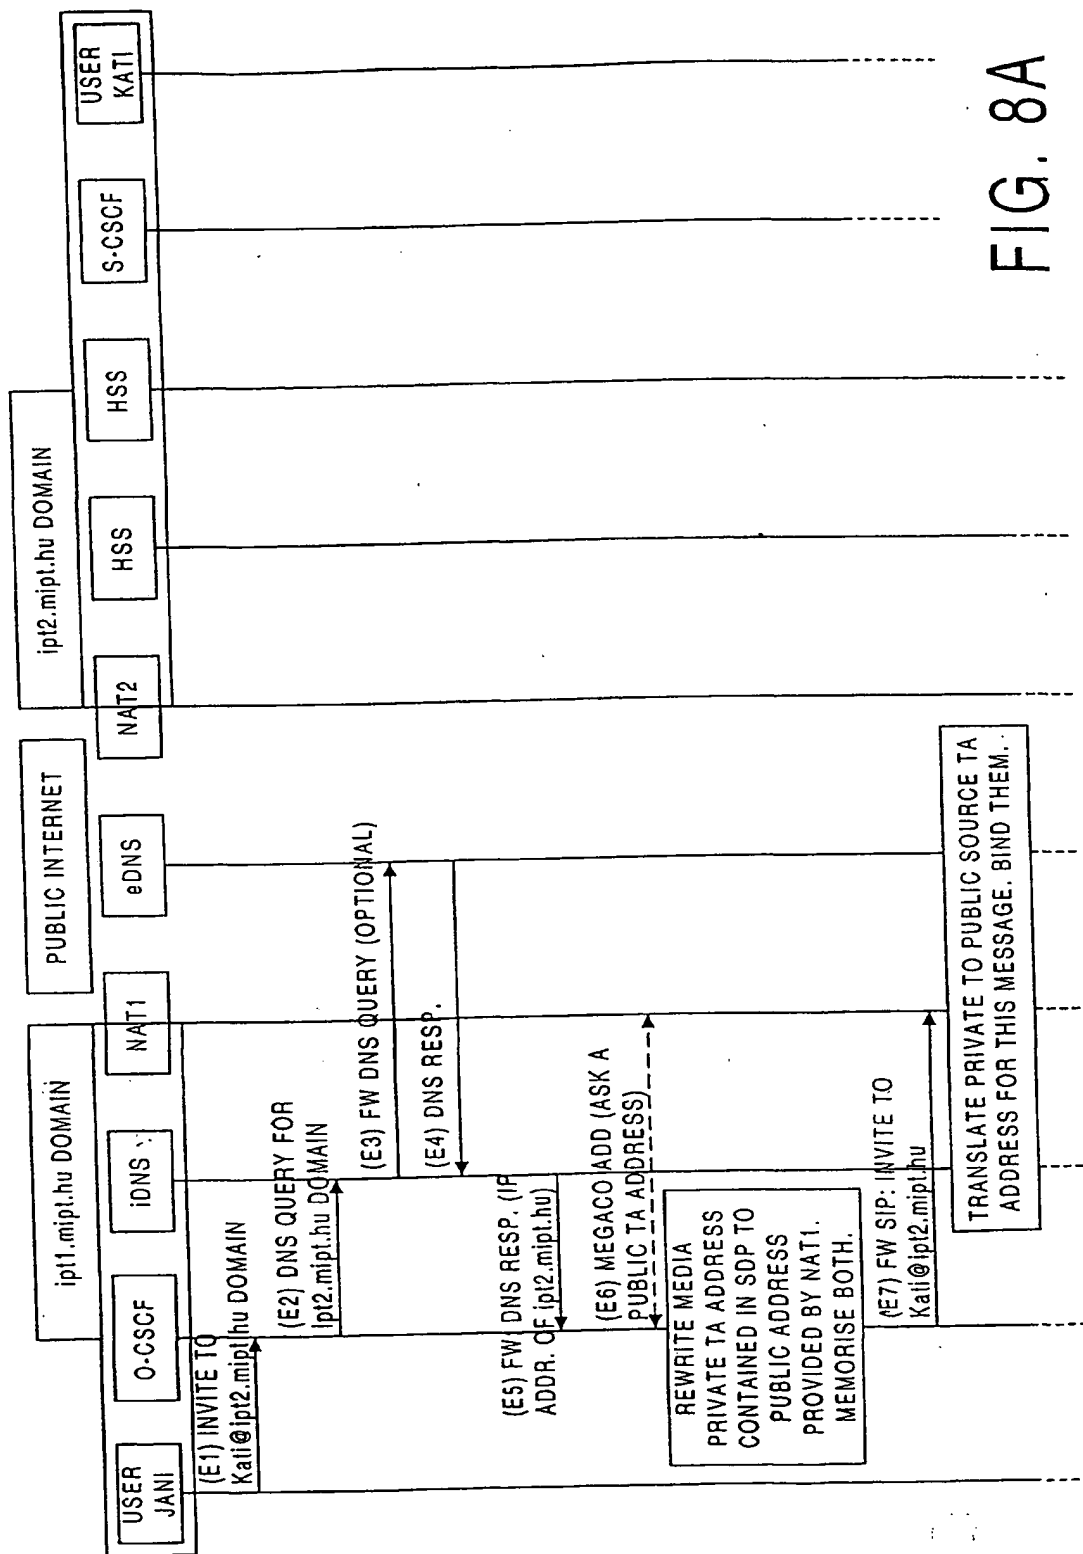 ipt1.mipt.hu DOMAIN
PUBLIC INTERNET
ipt2.mipt.hu DOMAIN
USER
JANI
O-CSCF
iDNS
NAT1
eDNS
NAT2
HSS
HSS
S-CSCF
USER
KATI
(E1) INVITE TO
Kati@ipt2.mipt.hu DOMAIN
(E2) DNS QUERY FOR
ipt2.mipt.hu DOMAIN
(E3) FW DNS QUERY (OPTIONAL)
(E4) DNS RESP.
(E5) FW: DNS RESP. (IP
ADDR. OF ipt2.mipt.hu)
(E6) MEGACO ADD (ASK A
PUBLIC TA ADDRESS)
REWRITE MEDIA
PRIVATE TA ADDRESS
CONTAINED IN SDP TO
PUBLIC ADDRESS
PROVIDED BY NAT1.
MEMORISE BOTH.
(E7) FW SIP: INVITE TO
Kati@ipt2.mipt.hu
TRANSLATE PRIVATE TO PUBLIC SOURCE TA
ADDRESS FOR THIS MESSAGE. BIND THEM.
FIG. 8A